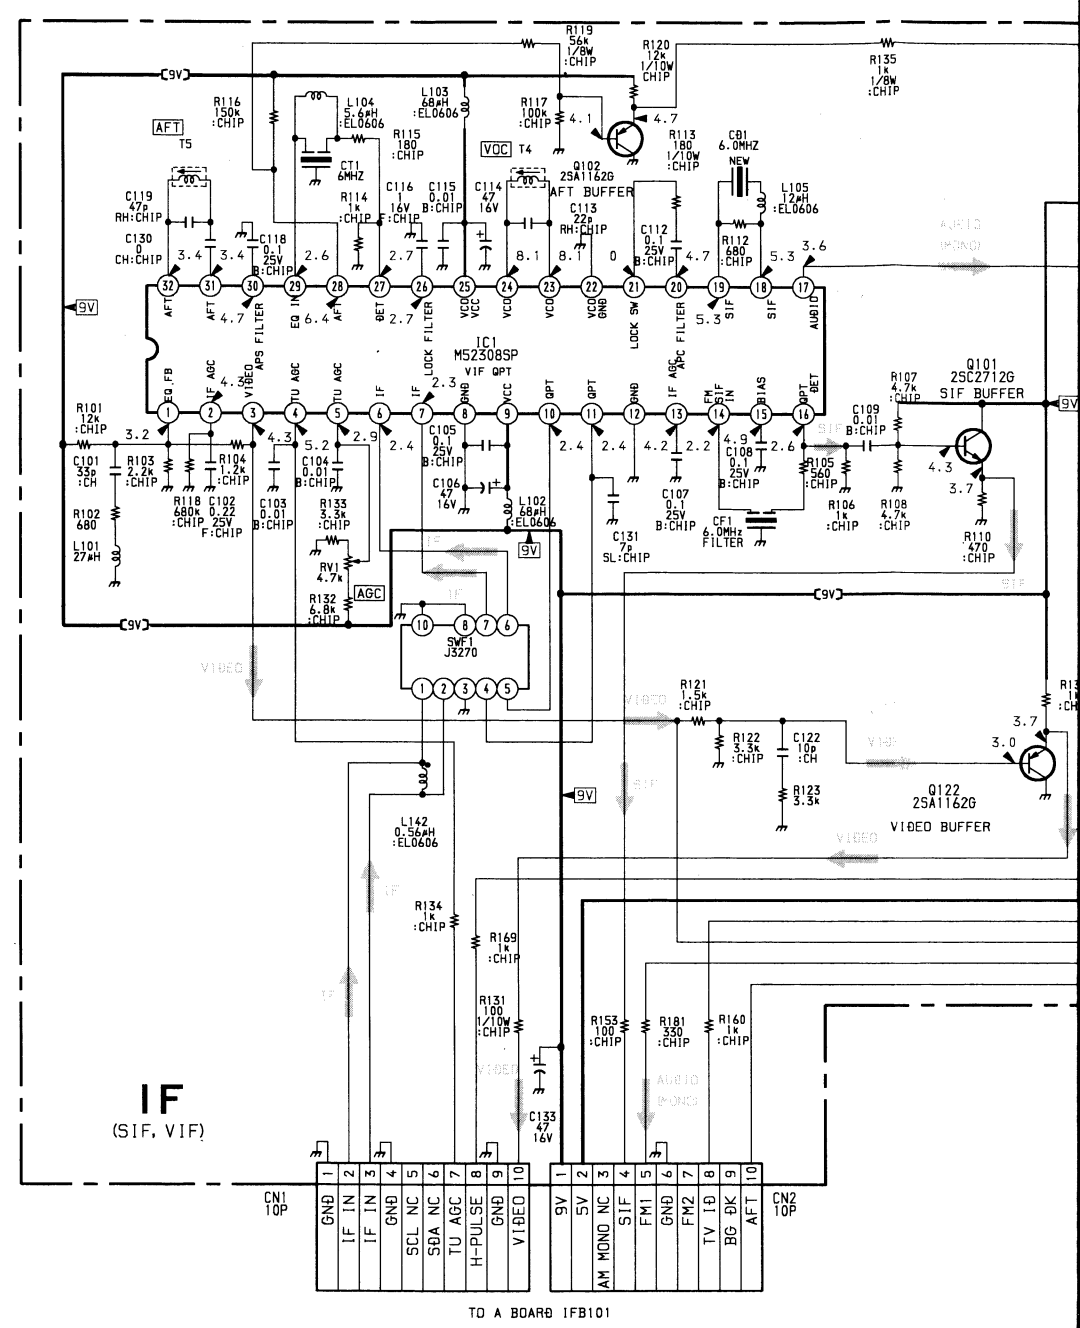 R119
56k
1/8W
:CHIP
R120
12k
1/10W
CHIP
R135
1k
1/8W
:CHIP
9V
R116
150k
:CHIP
L104
5.6µH
:EL0606
L103
68µH
:EL0606
R117
100k
:CHIP
4.1
4.7
AFT
T5
R115
180
:CHIP
VOC T4
R113
180
1/10W
:CHIP
CD1
6.0MHZ
NEW
CT1
6MHZ
Q102
2SA1162G
AFT BUFFER
L105
12µH
:EL0606
C119
47p
RH:CHIP
C130
0
CH:CHIP
R114
1k
:CHIP
C116
1
16V
F:CHIP
C115
0.01
B:CHIP
C114
47
16V
C113
22p
RH:CHIP
C112
0.1
25V
B:CHIP
R112
680
:CHIP
C118
0.1
25V
B:CHIP
AUDIO
(MONO)
3.4
3.4
2.6
2.7
8.1
8.1
0
4.7
5.3
3.6
32
31
30
29
28
27
26
25
24
23
22
21
20
19
18
17
9V
AFT
AFT
4.7
APS FILTER
EQ IN
6.4
AFT
DET
2.7
LOCK FILTER
VCO
VCC
VCO
VCO
VCO
GND
LOCK SW
APC FILTER
5.3
SIF
SIF
AUDIO
IC1
M52308SP
VIF QPT
EQ FB
IF AGC
4.3
VIDEO
TU AGC
TU AGC
IF
IF
2.3
GND
VCC
QPT
QPT
GND
IF AGC
FM
SIF
IN
BIAS
QPT
DET
1
2
3
4
5
6
7
8
9
10
11
12
13
14
15
16
Q101
2SC2712G
SIF BUFFER
R107
4.7k
:CHIP
9V
R101
12k
:CHIP
3.2
4.3
5.2
2.9
2.4
2.4
2.4
4.2
2.2
4.9
2.6
SIF
C109
0.01
B:CHIP
4.3
3.7
C101
33p
:CH
R103
2.2k
:CHIP
R104
1.2k
:CHIP
C104
0.01
B:CHIP
C105
0.1
25V
B:CHIP
C106
47
16V
C108
0.1
25V
B:CHIP
R105
560
:CHIP
R102
680
R118
680k
:CHIP
C102
0.22
25V
F:CHIP
C103
0.01
B:CHIP
R133
3.3k
:CHIP
L102
68µH
:EL0606
C107
0.1
25V
B:CHIP
R106
1k
:CHIP
R108
4.7k
:CHIP
CF1
6.0MHz
FILTER
R110
470
:CHIP
L101
27µH
C131
7p
SL:CHIP
9V
IF
RV1
4.7k
AGC
IF
SIF
R132
6.8k
:CHIP
9V
9V
10
8
7
6
SWF1
J3270
1
2
3
4
5
VIDEO
VIDEO
R121
1.5k
:CHIP
R122
3.3k
:CHIP
C122
10p
:CH
3.7
3.0
SIF
R123
3.3k
9V
Q122
2SA1162G
VIDEO BUFFER
L142
0.56µH
:EL0606
VIDEO
IF
R134
1k
:CHIP
R169
1k
:CHIP
IF
R131
100
1/10W
:CHIP
R153
100
:CHIP
R181
330
:CHIP
R160
1k
:CHIP
VIDEO
AUDIO
(MONO)
C133
47
16V
IF
(SIF, VIF)
CN1
10P
1 GND
2 IF IN
3 IF IN
4 GND
5 SCL NC
6 SDA NC
7 TU AGC
8 H-PULSE
9 GND
10 VIDEO
1 9V
2 5V
3 AM MONO NC
4 SIF
5 FM1
6 GND
7 FM2
8 TV ID
9 BG DK
10 AFT
CN2
10P
TO A BOARD IFB101